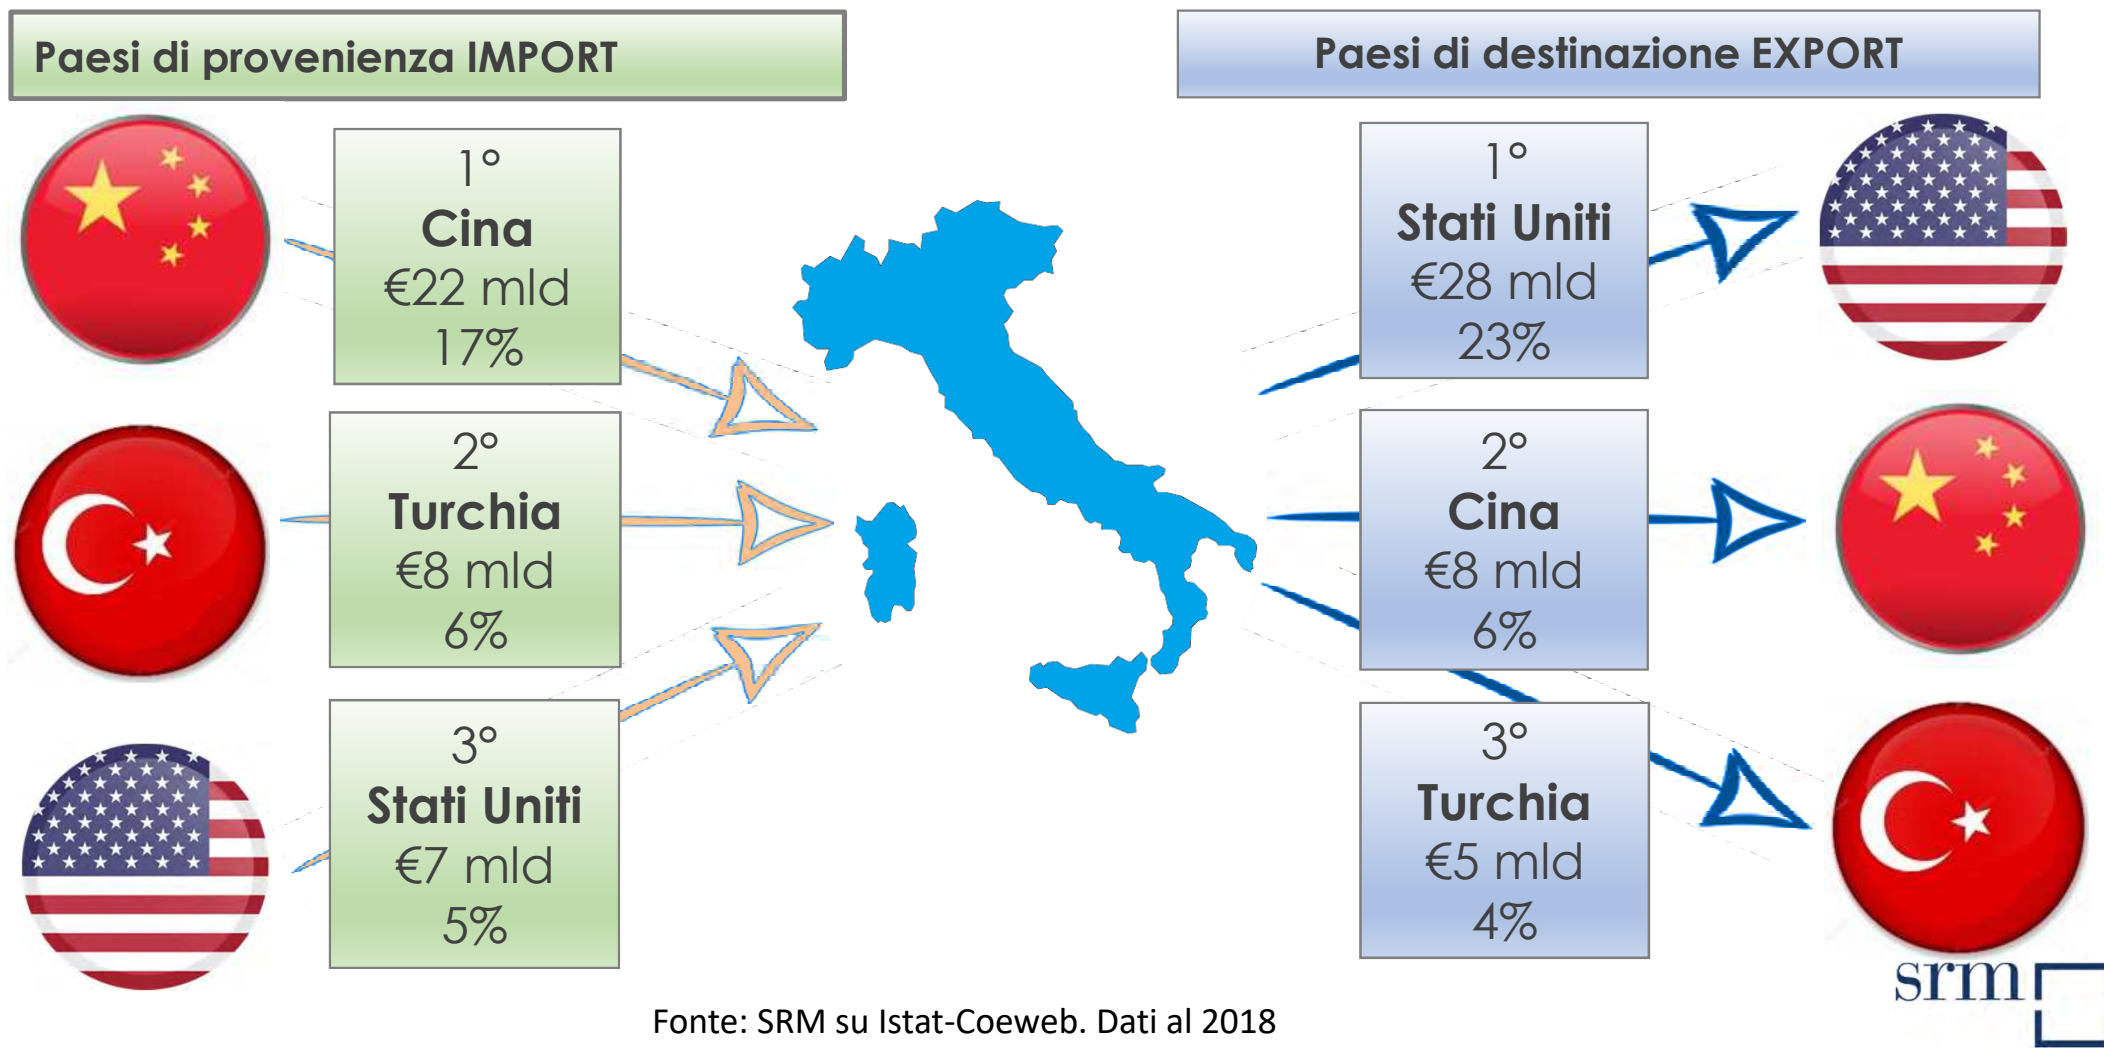 Paesi di provenienza IMPORT
Paesi di destinazione EXPORT
1°
Cina
€22 mld
17%
2°
Turchia
€8 mld
6%
3°
Stati Uniti
€7 mld
5%
1°
Stati Uniti
€28 mld
23%
2°
Cina
€8 mld
6%
3°
Turchia
€5 mld
4%
srm
Fonte: SRM su Istat-Coeweb. Dati al 2018